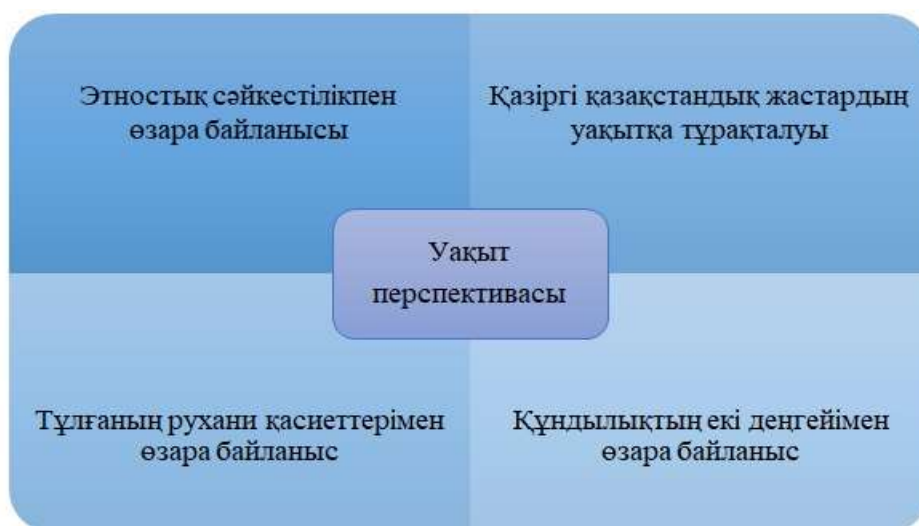 Этностық сәйкестілікпен
өзара байланысы
Қазіргі қазақстандық жастардың
уақытқа тұрақталуы
Уақыт
перспективасы
Тұлғаның рухани қасиеттерімен
өзара байланыс
Құндылықтың екі деңгейімен
өзара байланыс